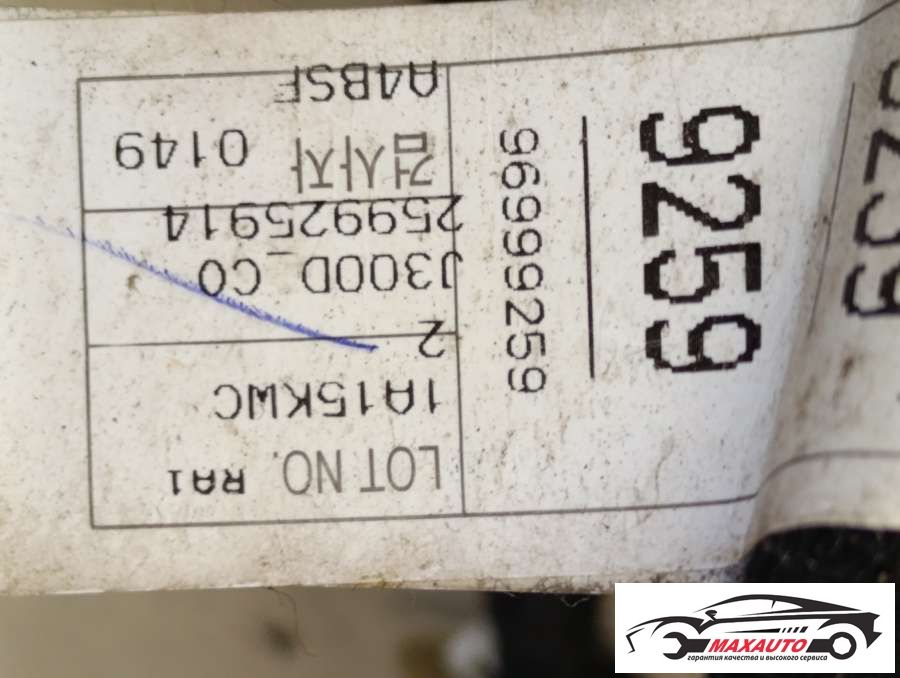 LOT NO. RA1
1A15KWC
2
J300D_C0
259925914
검사자 0149
A4BSF
96999259
9259
9259
MAXAUTO
гарантия качества и высокого сервиса